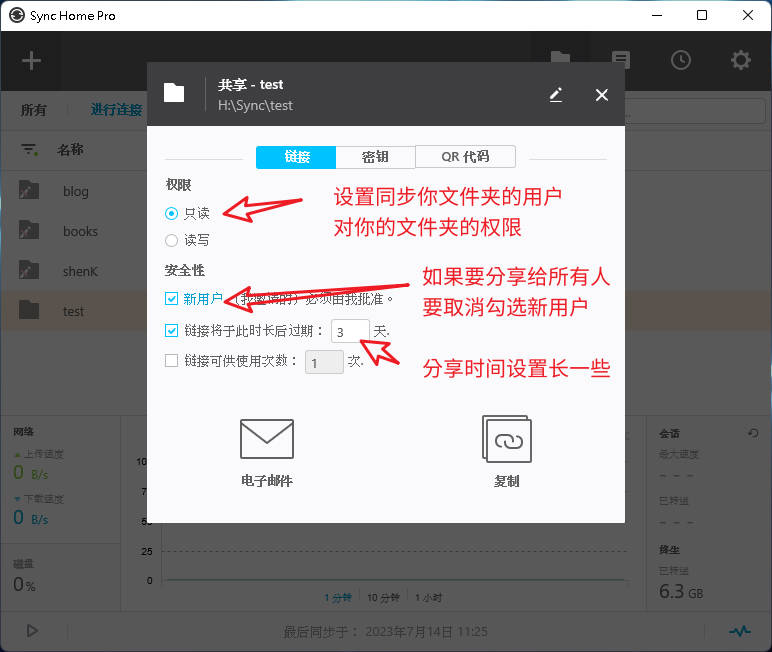 Sync Home Pro
共享 - test
H:\Sync\test
所有
进行连接
名称
blog
books
shenK
test
链接
密钥
QR 代码
权限
只读
读写
设置同步你文件夹的用户
对你的文件夹的权限
安全性
新用户（我邀请的）必须由我批准。
链接将于此时长后过期： 3 天.
链接可供使用次数： 1 次.
如果要分享给所有人
要取消勾选新用户
分享时间设置长一些
电子邮件
复制
网络
上传速度
0 B/s
下载速度
0 B/s
磁盘
0%
25
0
1 分钟
10 分钟
1 小时
会话
最大速度
- - -
已转送
- - -
终生
已转送
6.3 GB
最后同步于： 2023年7月14日 11:25